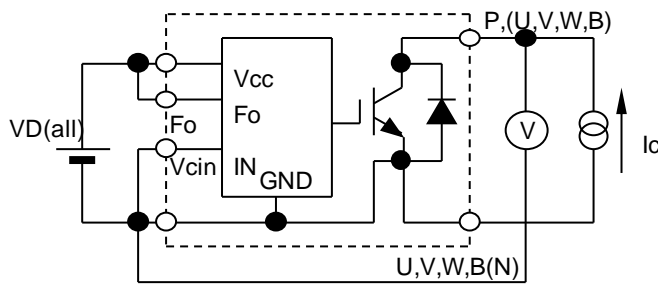 P,(U,V,W,B)
Vcc
VD(all)
Fo
Fo
V
Ic
Vcin
IN
GND
U,V,W,B(N)